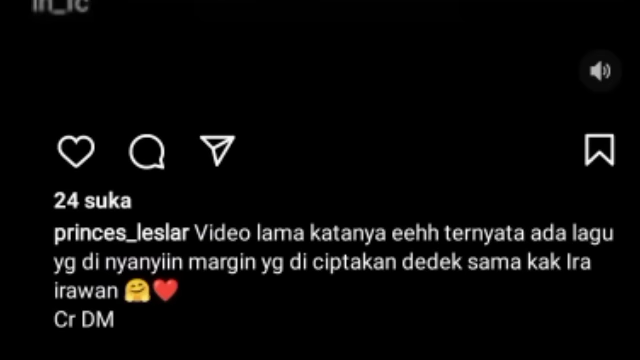 24 suka
princes_leslar Video lama katanya eehh ternyata ada lagu
yg di nyanyiin margin yg di ciptakan dedek sama kak Ira
irawan 🤗❤️
Cr DM